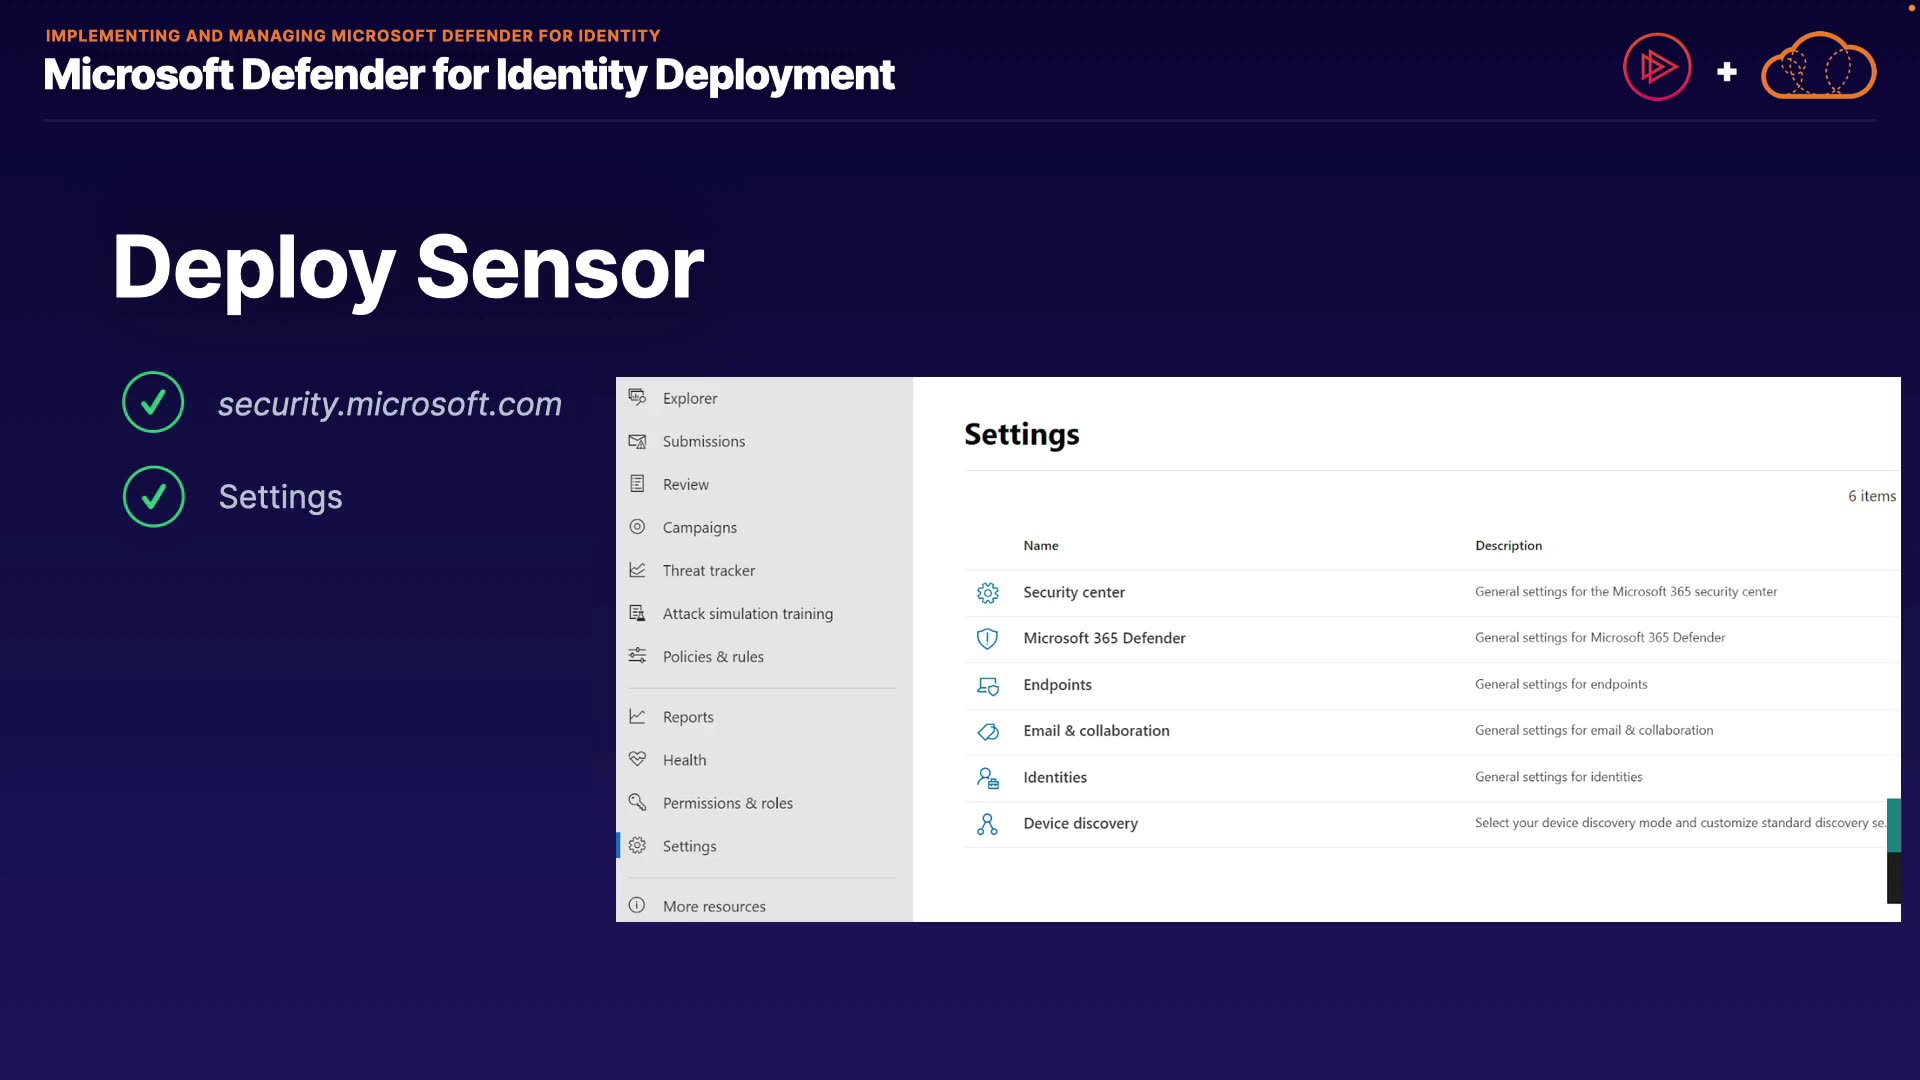 IMPLEMENTING AND MANAGING MICROSOFT DEFENDER FOR IDENTITY
Microsoft Defender for Identity Deployment
Deploy Sensor
security.microsoft.com
Settings
Explorer
Submissions
Review
Campaigns
Threat tracker
Attack simulation training
Policies & rules
Reports
Health
Permissions & roles
Settings
More resources
Settings
6 items
Name Description
Security center General settings for the Microsoft 365 security center
Microsoft 365 Defender General settings for Microsoft 365 Defender
Endpoints General settings for endpoints
Email & collaboration General settings for email & collaboration
Identities General settings for identities
Device discovery Select your device discovery mode and customize standard discovery se...